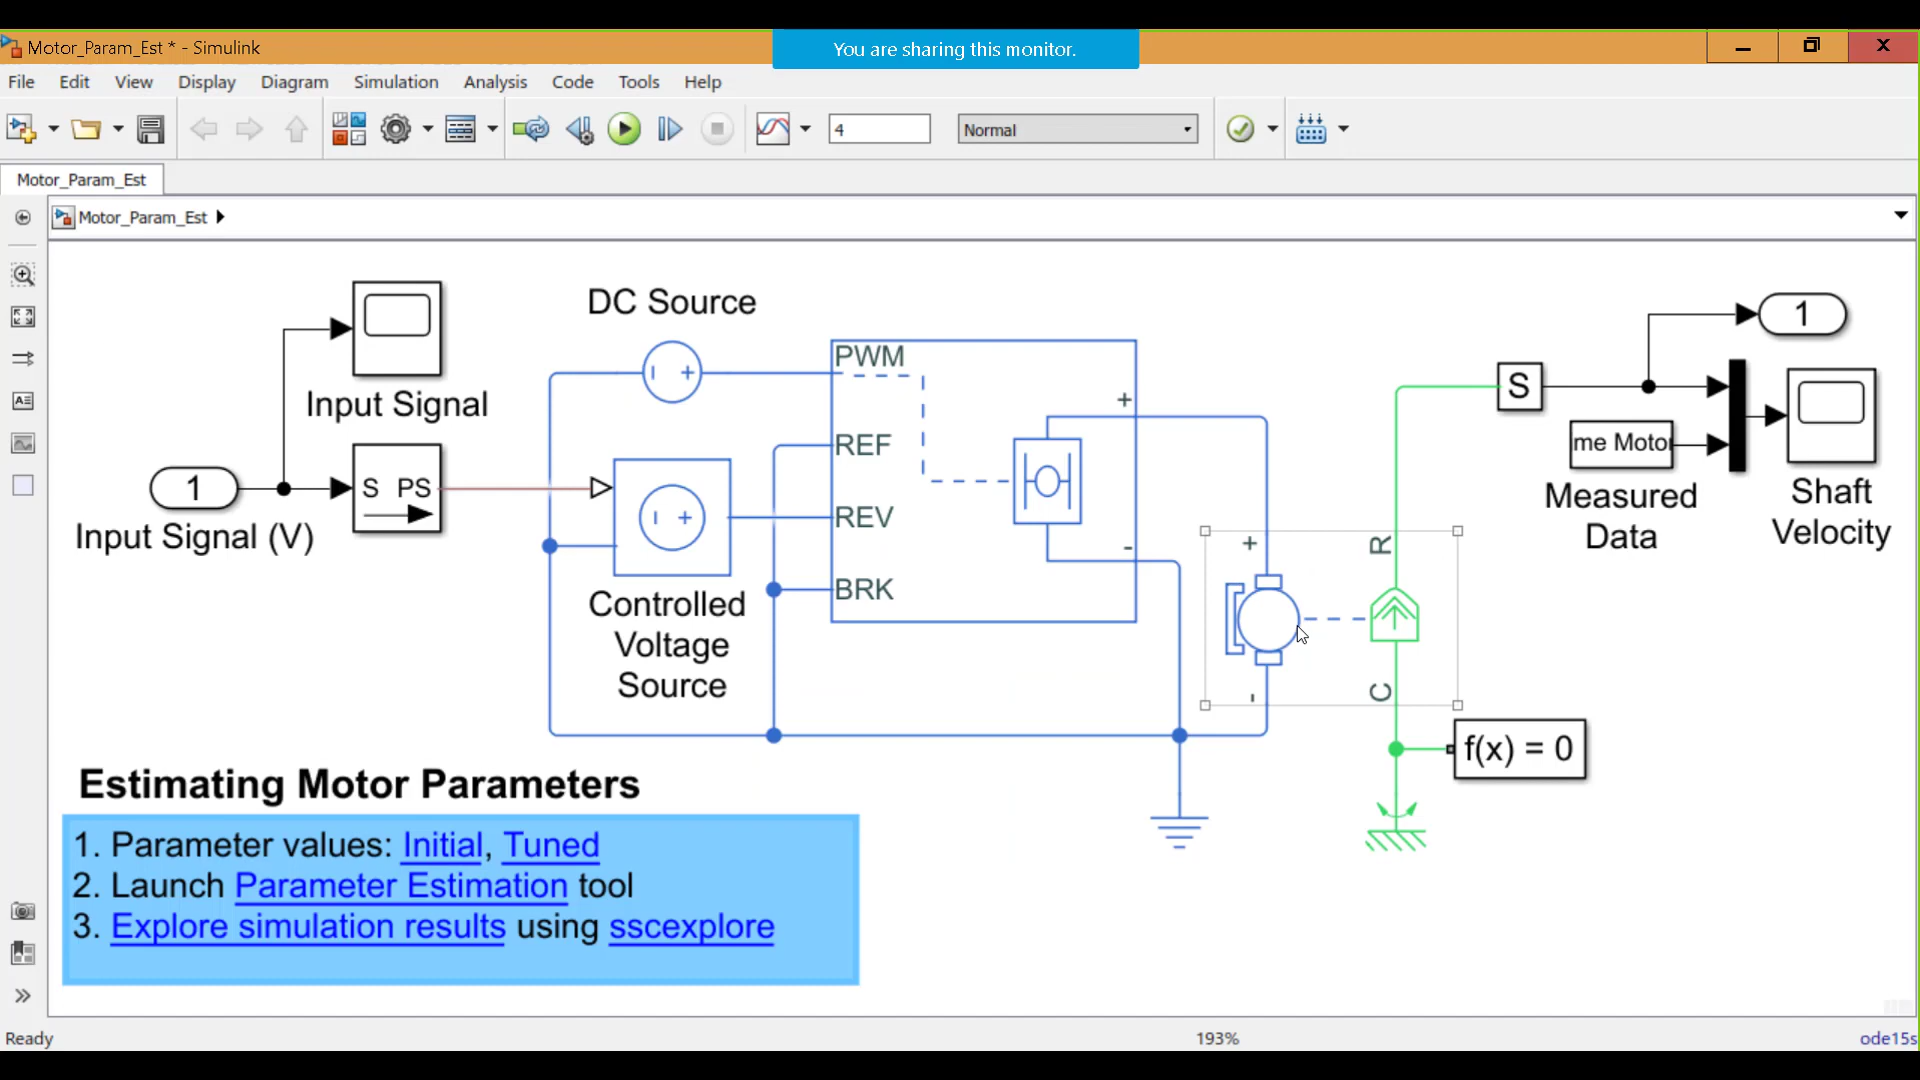 Motor_Param_Est * - Simulink
You are sharing this monitor.
File Edit View Display Diagram Simulation Analysis Code Tools Help
4
Normal
Motor_Param_Est
Motor_Param_Est
DC Source
1
PWM
Input Signal
+
S
REF
me Motor
S PS
1
Measured
Data
Shaft
Velocity
Input Signal (V)
REV
+
R
-
BRK
Controlled
Voltage
Source
-
C
f(x) = 0
Estimating Motor Parameters
1. Parameter values: Initial, Tuned
2. Launch Parameter Estimation tool
3. Explore simulation results using sscexplore
Ready
193%
ode15s